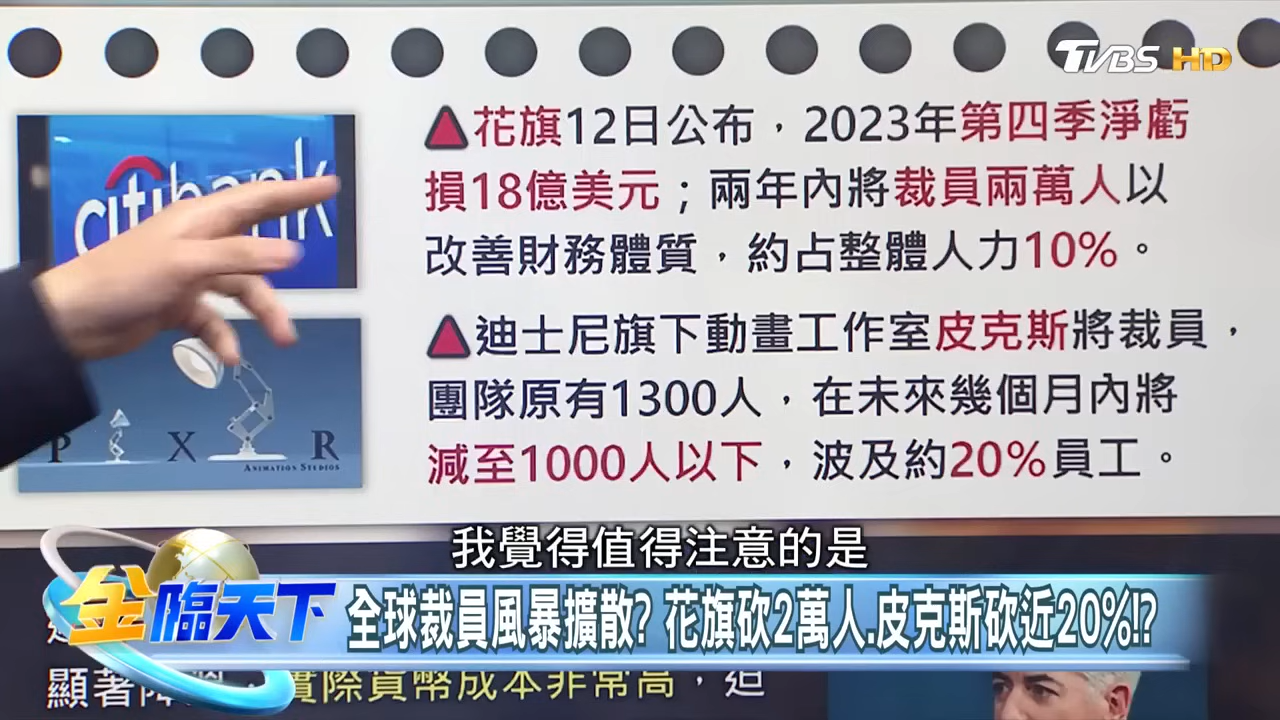 TVBS HD
citibank
▲花旗12日公布，2023年第四季淨虧
損18億美元；兩年內將裁員兩萬人以
改善財務體質，約占整體人力10%。
▲迪士尼旗下動畫工作室皮克斯將裁員，
團隊原有1300人，在未來幾個月內將
減至1000人以下，波及約20%員工。
P X R
ANIMATION STUDIOS
我覺得值得注意的是
金臨天下
全球裁員風暴擴散? 花旗砍2萬人.皮克斯砍近20%!?
顯著降 實際貨幣成本非常高，迫